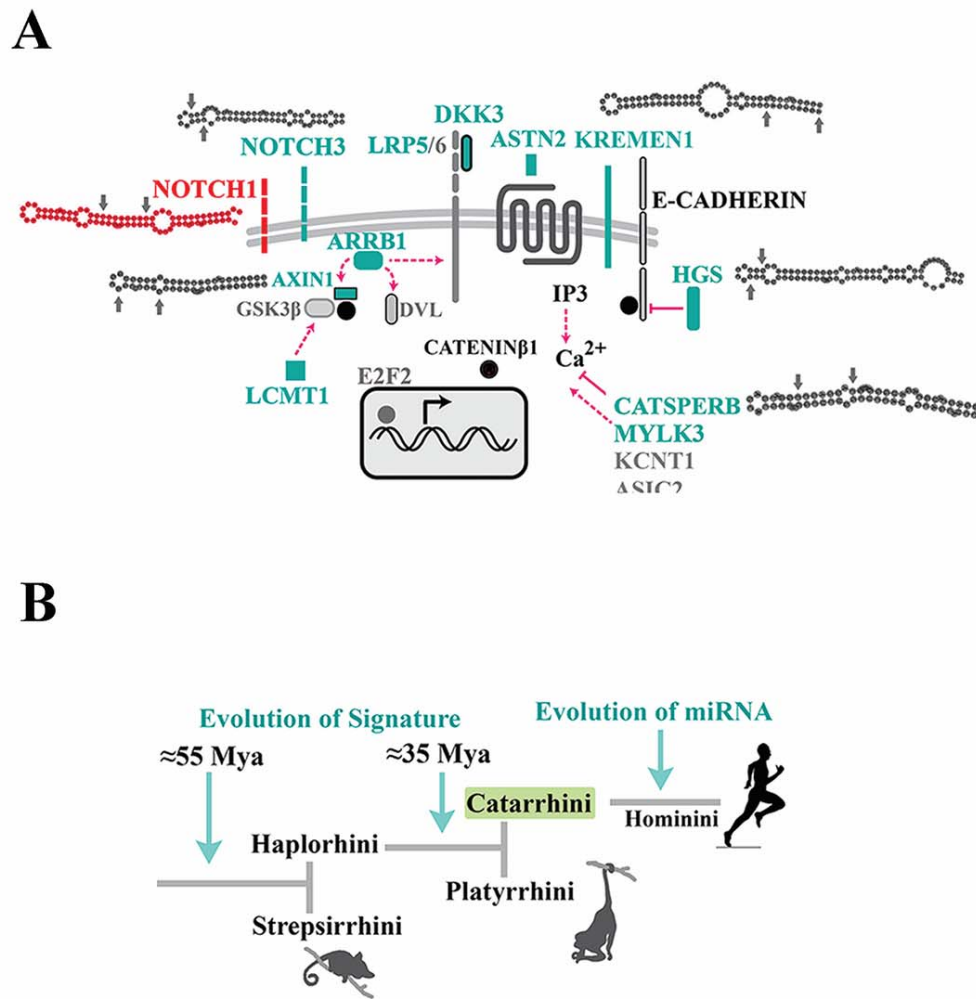 A
DKK3
LRP5/6
ASTN2
KREMEN1
NOTCH3
NOTCH1
E-CADHERIN
ARRB1
AXIN1
HGS
GSK3β
DVL
IP3
CATENINβ1
Ca²⁺
E2F2
LCMT1
CATSPERB
MYLK3
KCNT1
ASIC2
B
Evolution of Signature
Evolution of miRNA
≈55 Mya
≈35 Mya
Catarrhini
Hominini
Haplorhini
Platyrrhini
Strepsirrhini